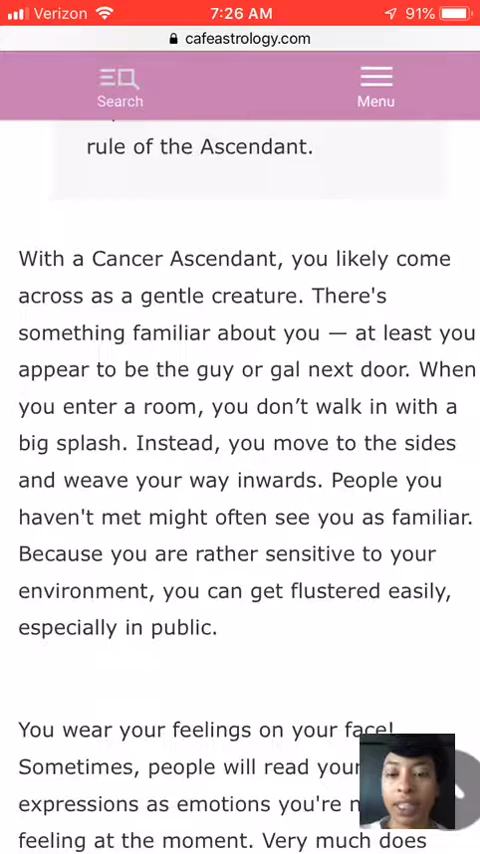 Verizon 7:26 AM 91%
cafeastrology.com
Search Menu
rule of the Ascendant.
With a Cancer Ascendant, you likely come
across as a gentle creature. There's
something familiar about you — at least you
appear to be the guy or gal next door. When
you enter a room, you don’t walk in with a
big splash. Instead, you move to the sides
and weave your way inwards. People you
haven't met might often see you as familiar.
Because you are rather sensitive to your
environment, you can get flustered easily,
especially in public.
You wear your feelings on your face!
Sometimes, people will read your
expressions as emotions you're
feeling at the moment. Very much does